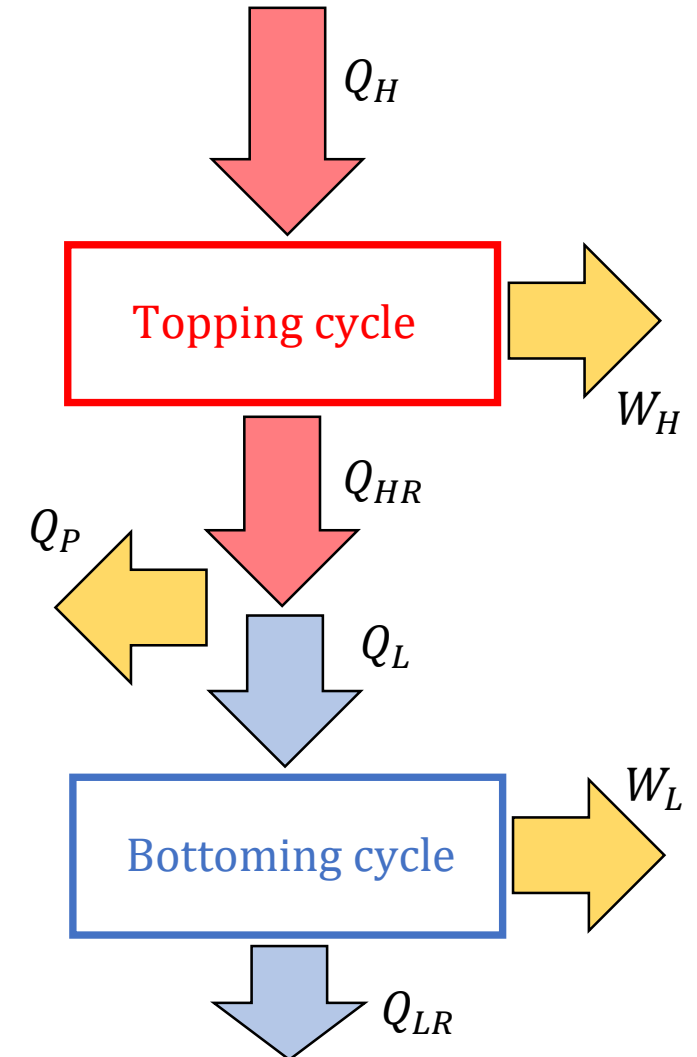 Q_H
Topping cycle
W_H
Q_HR
Q_P
Q_L
W_L
Bottoming cycle
Q_LR